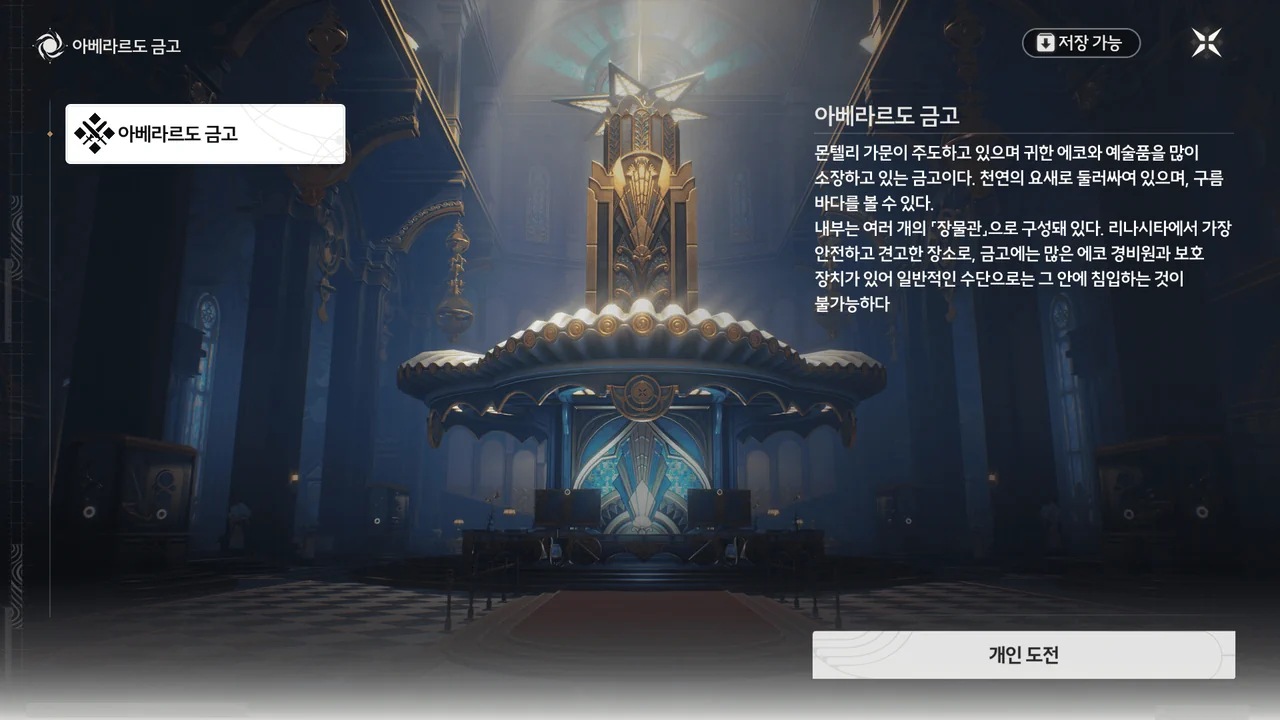 아베라르도 금고
저장 가능
아베라르도 금고
아베라르도 금고
몬텔리 가문이 주도하고 있으며 귀한 에코와 예술품을 많이
소장하고 있는 금고이다. 천연의 요새로 둘러싸여 있으며, 구름
바다를 볼 수 있다.
내부는 여러 개의 「장물관」으로 구성돼 있다. 리나시타에서 가장
안전하고 견고한 장소로, 금고에는 많은 에코 경비원과 보호
장치가 있어 일반적인 수단으로는 그 안에 침입하는 것이
불가능하다
개인 도전